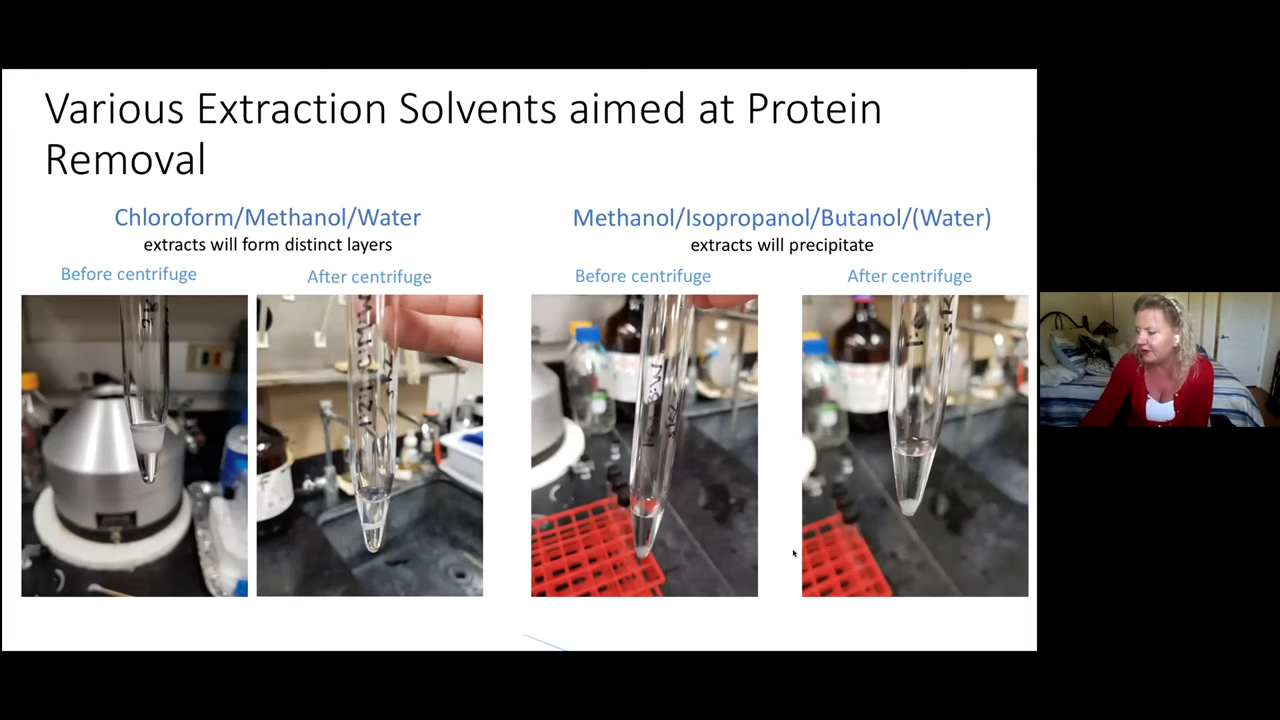 Various Extraction Solvents aimed at Protein
Removal
Chloroform/Methanol/Water
extracts will form distinct layers
Before centrifuge
After centrifuge
Methanol/Isopropanol/Butanol/(Water)
extracts will precipitate
Before centrifuge
After centrifuge